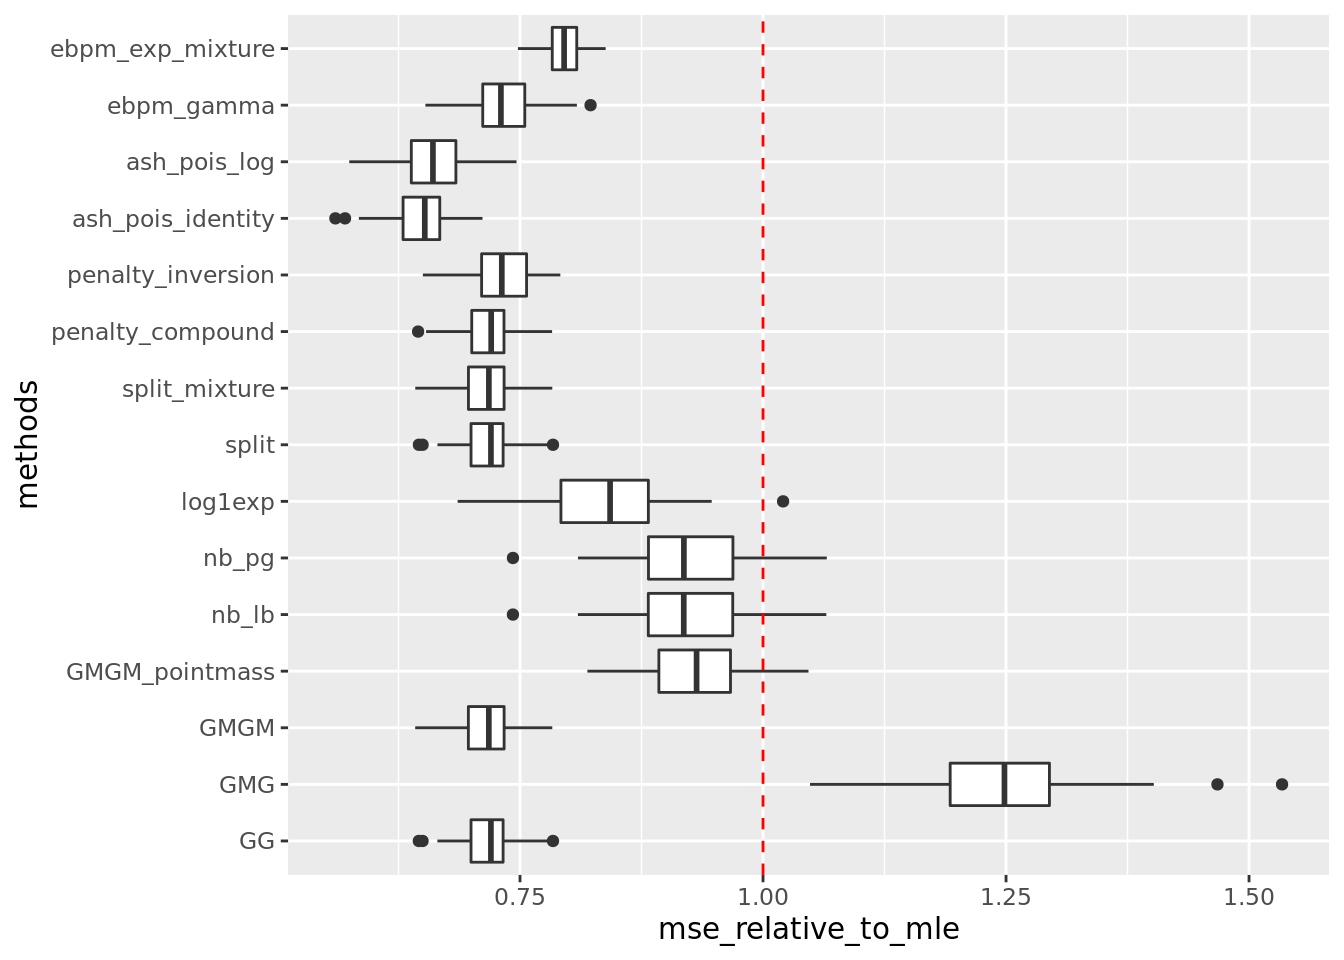 methods
ebpm_exp_mixture
ebpm_gamma
ash_pois_log
ash_pois_identity
penalty_inversion
penalty_compound
split_mixture
split
log1exp
nb_pg
nb_lb
GMGM_pointmass
GMGM
GMG
GG
0.75 1.00 1.25 1.50
mse_relative_to_mle